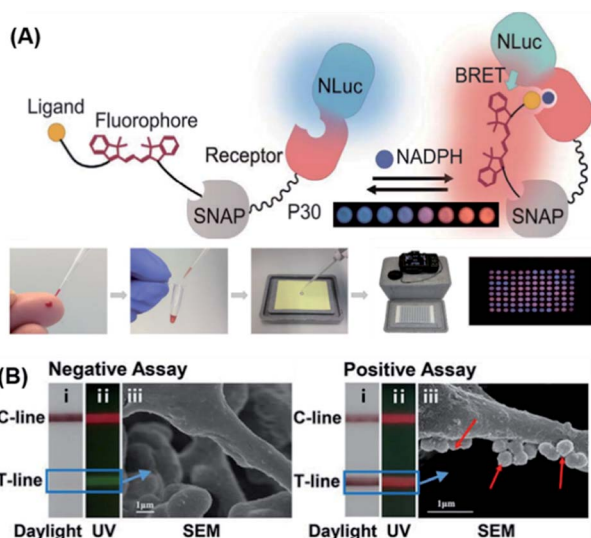 (A)
NLuc
NLuc
BRET
Ligand
Fluorophore
Receptor
NADPH
SNAP
P30
SNAP
(B)
Negative Assay
Positive Assay
i
ii
iii
i
ii
iii
C-line
C-line
T-line
T-line
1μm
1μm
Daylight
UV
SEM
Daylight
UV
SEM